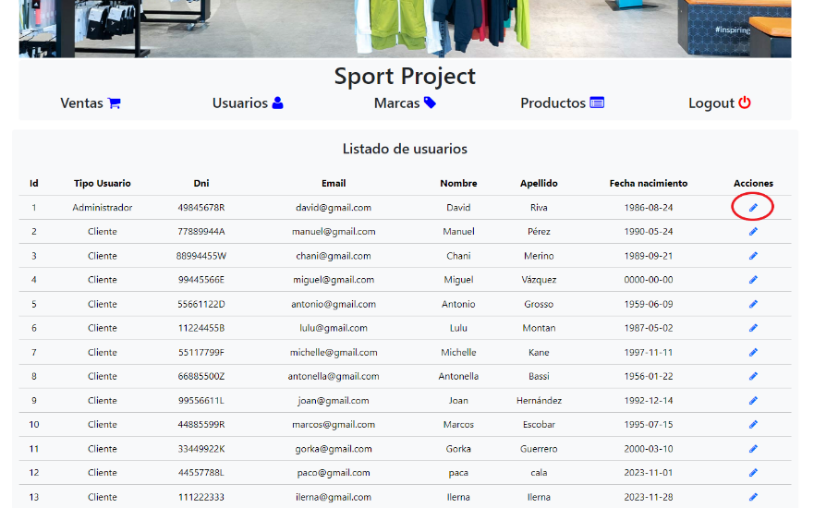 #inspiring
Sport Project
Ventas Usuarios Marcas Productos Logout
Listado de usuarios
Id Tipo Usuario Dni Email Nombre Apellido Fecha nacimiento Acciones
1 Administrador 49845678R david@gmail.com David Riva 1986-08-24
2 Cliente 77889944A manuel@gmail.com Manuel Pérez 1990-05-24
3 Cliente 88994455W chani@gmail.com Chani Merino 1989-09-21
4 Cliente 99445566E miguel@gmail.com Miguel Vázquez 0000-00-00
5 Cliente 55661122D antonio@gmail.com Antonio Grosso 1959-06-09
6 Cliente 11224455B lulu@gmail.com Lulu Montan 1987-05-02
7 Cliente 55117799F michelle@gmail.com Michelle Kane 1997-11-11
8 Cliente 66885500Z antonella@gmail.com Antonella Bassi 1956-01-22
9 Cliente 99556611L joan@gmail.com Joan Hernández 1992-12-14
10 Cliente 44885599R marcos@gmail.com Marcos Escobar 1995-07-15
11 Cliente 33449922K gorka@gmail.com Gorka Guerrero 2000-03-10
12 Cliente 44557788L paco@gmail.com paca cala 2023-11-01
13 Cliente 111222333 ilerna@gmail.com Ilerna Ilerna 2023-11-28